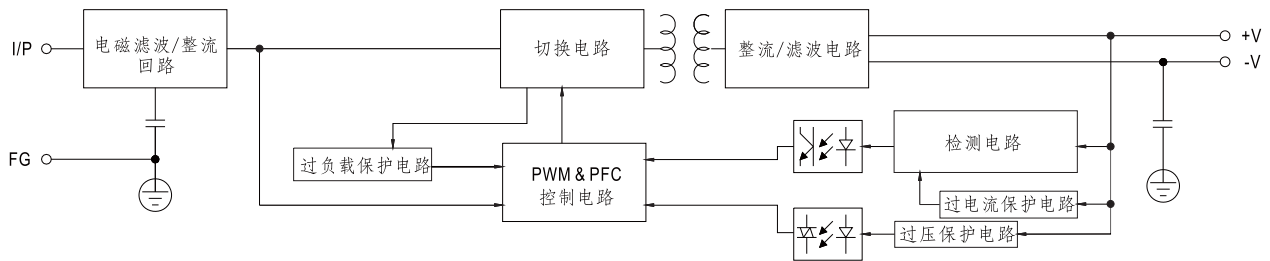 I/P
电磁滤波/整流
回路
切换电路
整流/滤波电路
+V
-V
FG
过负载保护电路
PWM & PFC
控制电路
检测电路
过电流保护电路
过压保护电路